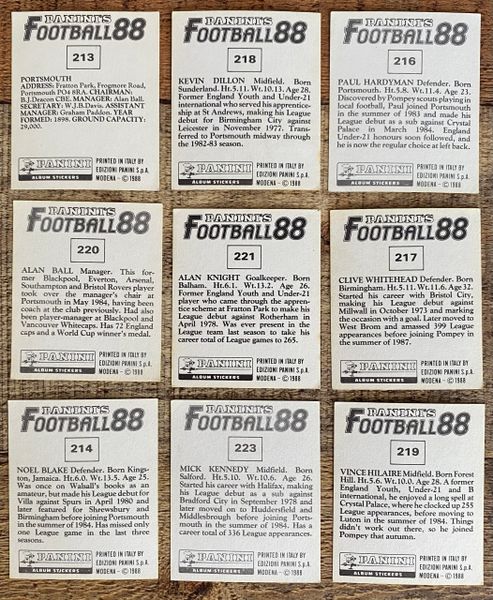 PANINI'S
FOOTBALL 88
213
PORTSMOUTH
ADDRESS: Fratton Park, Frogmore Road,
Portsmouth PO4 8RA. CHAIRMAN:
B.J.Deacon CBE. MANAGER: Alan Ball.
SECRETARY: W.J.B.Davis. ASSISTANT
MANAGER: Graham Paddon. YEAR
FORMED: 1898. GROUND CAPACITY:
29,000.
PANINI
ALBUM STICKERS
PRINTED IN ITALY BY
EDIZIONI PANINI S.p.A.
MODENA - © 1988
PANINI'S
FOOTBALL 88
218
KEVIN DILLON Midfield. Born
Sunderland. Ht.5.11. Wt.10.13. Age 28.
Former England Youth and Under-21
international who served his apprentice-
ship at St Andrews, making his League
debut for Birmingham City against
Leicester in November 1977. Trans-
ferred to Portsmouth midway through
the 1982-83 season.
PANINI
ALBUM STICKERS
PRINTED IN ITALY BY
EDIZIONI PANINI S.p.A.
MODENA - © 1988
PANINI'S
FOOTBALL 88
216
PAUL HARDYMAN Defender. Born
Portsmouth. Ht.5.8. Wt.11.4. Age 23.
Discovered by Pompey scouts playing in
local football, Paul joined Portsmouth in
the summer of 1983 and made his
League debut as a sub against Crystal
Palace in March 1984. England
Under-21 honours soon followed, and
he is now the regular choice at left back.
PANINI
ALBUM STICKERS
PRINTED IN ITALY BY
EDIZIONI PANINI S.p.A.
MODENA - © 1988
PANINI'S
FOOTBALL 88
220
ALAN BALL Manager. This for-
mer Blackpool, Everton, Arsenal,
Southampton and Bristol Rovers player
took over the manager's chair at
Portsmouth in May 1984, having been
coach at the club previously. Had also
been player-manager at Blackpool and
Vancouver Whitecaps. Has 72 England
caps and a World Cup winner's medal.
PANINI
ALBUM STICKERS
PRINTED IN ITALY BY
EDIZIONI PANINI S.p.A.
MODENA - © 1988
PANINI'S
FOOTBALL 88
221
ALAN KNIGHT Goalkeeper. Born
Balham. Ht.6.1. Wt.13.2. Age 26.
Former England Youth and Under-21
player who came through the appren-
tice scheme at Fratton Park to make his
League debut against Rotherham in
April 1978. Was ever present in the
League team last season to take his
career total of League games to 265.
PANINI
ALBUM STICKERS
PRINTED IN ITALY BY
EDIZIONI PANINI S.p.A.
MODENA - © 1988
PANINI'S
FOOTBALL 88
217
CLIVE WHITEHEAD Defender. Born
Birmingham. Ht.5.11. Wt.11.6. Age 32.
Started his career with Bristol City,
making his League debut against
Millwall in October 1973 and marking
the occasion with a goal. Later moved to
West Brom and amassed 399 League
appearances before joining Pompey in
the summer of 1987.
PANINI
ALBUM STICKERS
PRINTED IN ITALY BY
EDIZIONI PANINI S.p.A.
MODENA - © 1988
PANINI'S
FOOTBALL 88
214
NOEL BLAKE Defender. Born Kings-
ton, Jamaica. Ht.6.0. Wt.13.5. Age 25.
Was once on Walsall's books as an
amateur, but made his League debut for
Villa against Spurs in April 1980 and
later featured for Shrewsbury and
Birmingham before joining Portsmouth
in the summer of 1984. Has missed only
one League game in the last three
seasons.
PANINI
ALBUM STICKERS
PRINTED IN ITALY BY
EDIZIONI PANINI S.p.A.
MODENA - © 1988
PANINI'S
FOOTBALL 88
223
MICK KENNEDY Midfield. Born
Salford. Ht.5.10. Wt.10.6. Age 26.
Started his career with Halifax, making
his League debut as a sub against
Bradford City in September 1978 and
later moved on to Huddersfield and
Middlesbrough before joining Ports-
mouth in the summer of 1984. Has a
career total of 336 League appearances.
PANINI
ALBUM STICKERS
PRINTED IN ITALY BY
EDIZIONI PANINI S.p.A.
MODENA - © 1988
PANINI'S
FOOTBALL 88
219
VINCE HILAIRE Midfield. Born Forest
Hill. Ht.5.6. Wt.10.0. Age 28. A former
England Youth, Under-21 and B
international, he enjoyed a long spell at
Crystal Palace, where he clocked up 255
League appearances, before moving to
Luton in the summer of 1984. Things
didn't work out there, so he joined
Pompey that autumn.
PANINI
ALBUM STICKERS
PRINTED IN ITALY BY
EDIZIONI PANINI S.p.A.
MODENA - © 1988